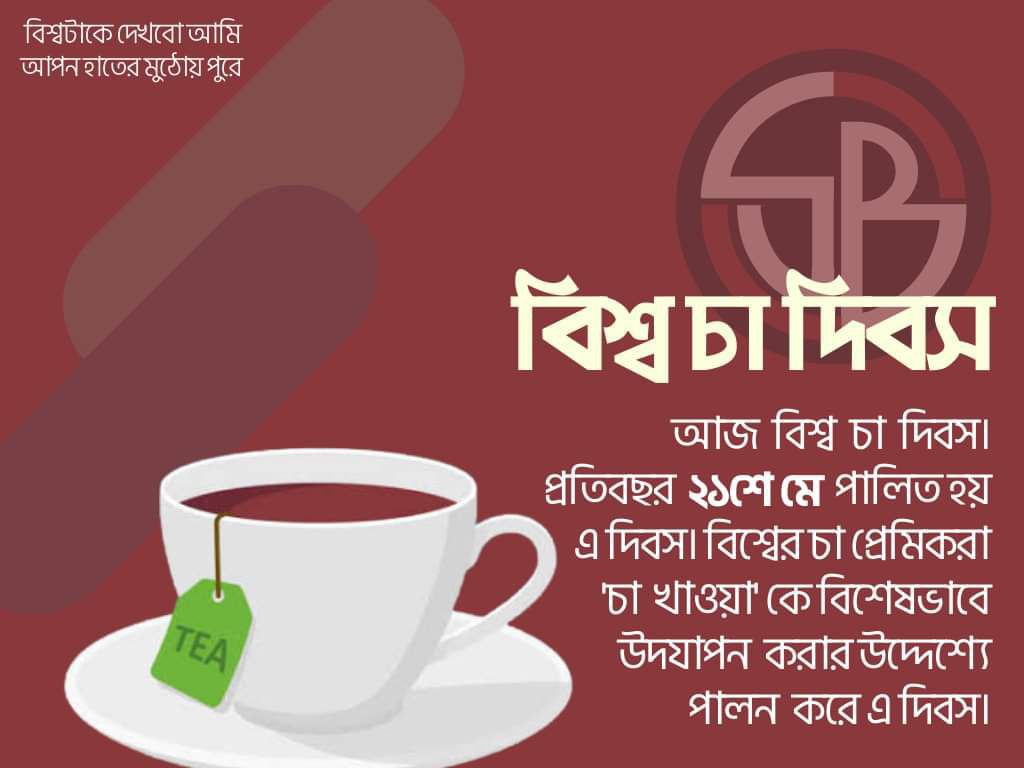 বিশ্বটাকে দেখবো আমি
আপন হাতের মুঠোয় পুরে
বিশ্ব চা দিবস
আজ বিশ্ব চা দিবস।
প্রতিবছর ২১শে মে পালিত হয়
এ দিবস। বিশ্বের চা প্রেমিকরা
'চা খাওয়া' কে বিশেষভাবে
উদযাপন করার উদ্দেশ্যে
পালন করে এ দিবস।
TEA